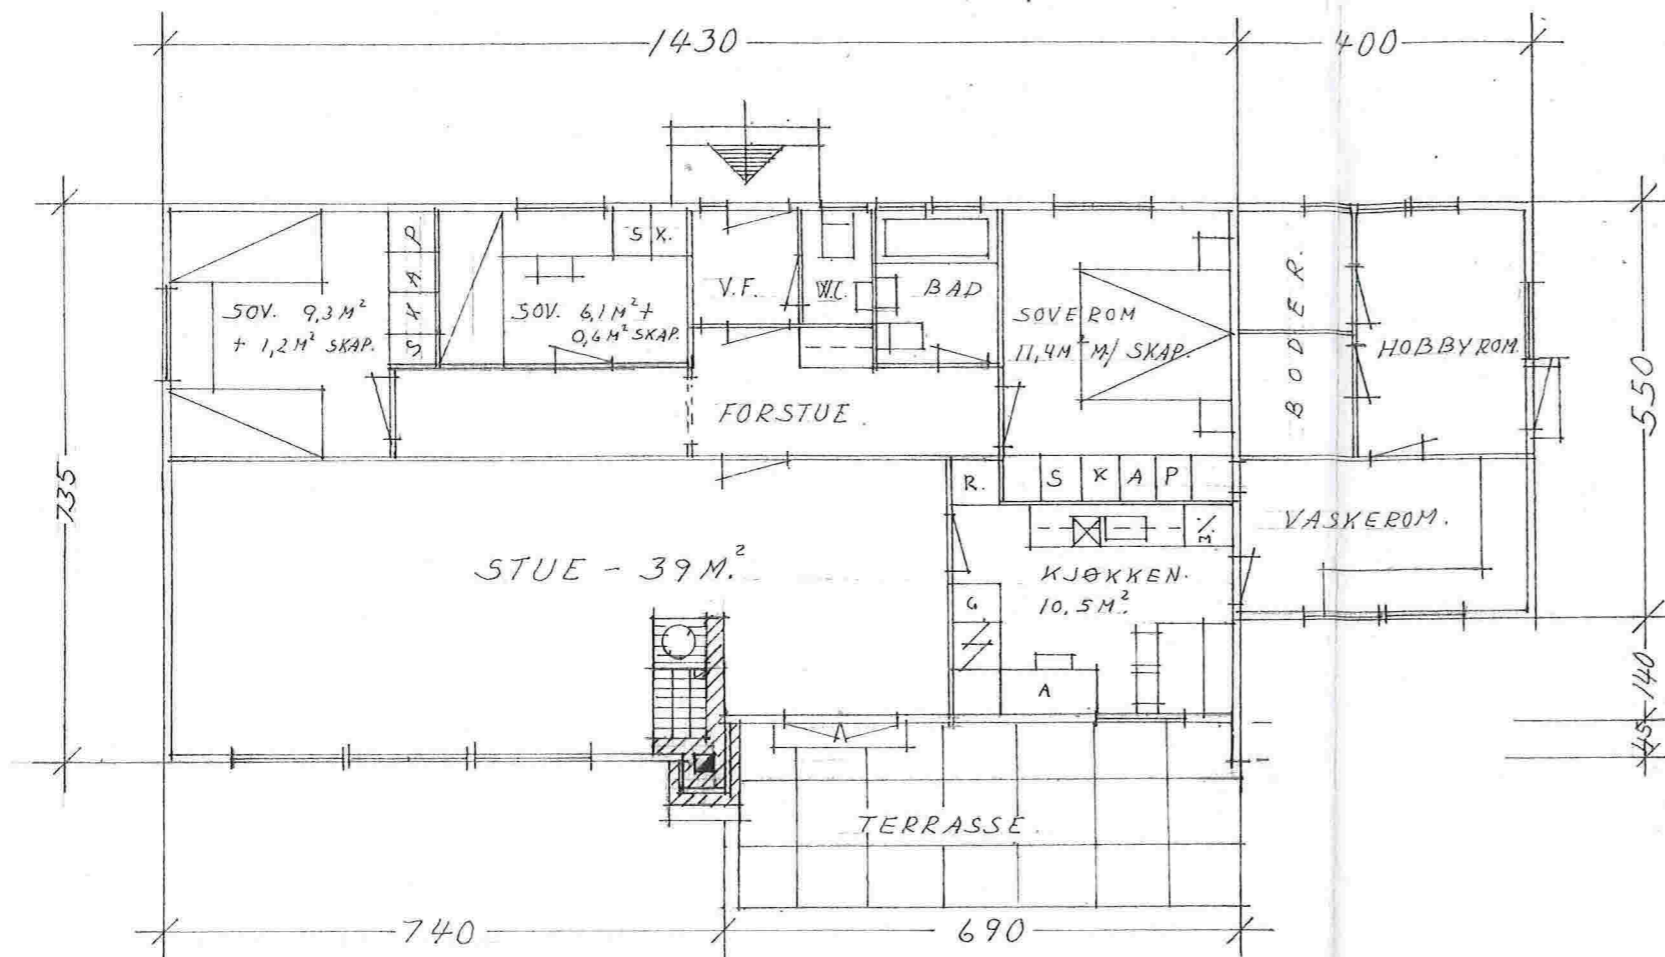 1430
400
SKAP
S K.
V.F.
W.C.
BAD
SOV. 9,3 M²
+ 1,2 M² SKAP.
SOV. 6,1 M² +
0,6 M² SKAP.
SOVEROM
11,4 M² M/ SKAP.
BODER.
HOBBYROM.
FORSTUE.
735
550
R.
S K A P
VASKEROM.
STUE - 39 M.²
KJØKKEN.
10,5 M².
G
A
140
45
TERRASSE.
740
690